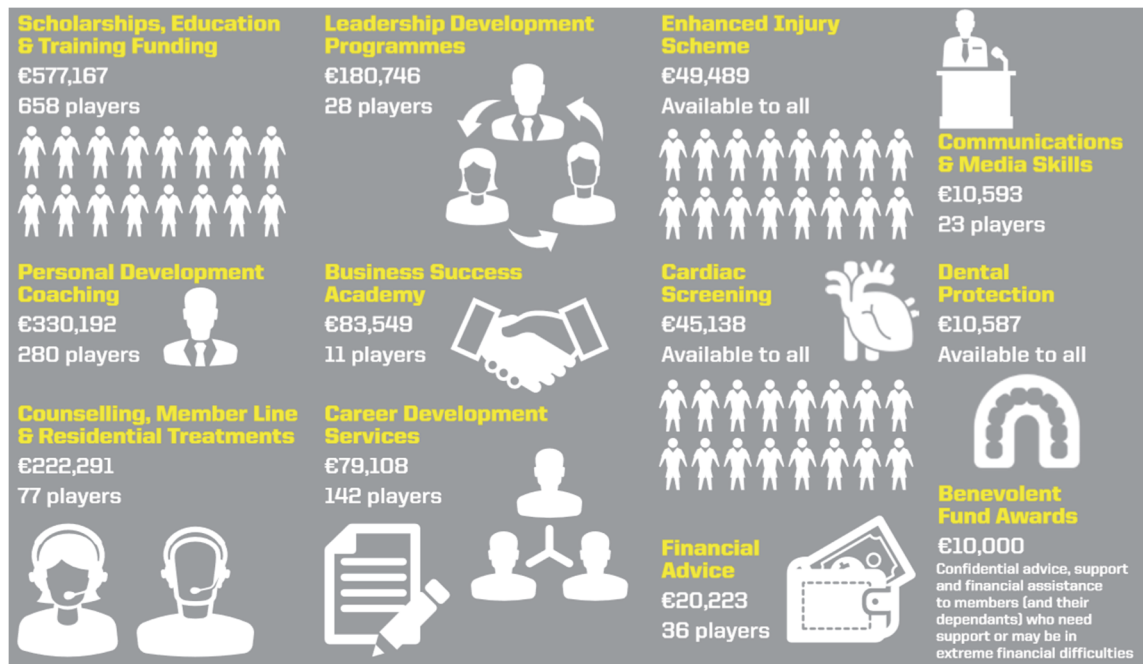 Scholarships, Education
& Training Funding
€577,167
658 players
Personal Development
Coaching
€330,192
280 players
Counselling, Member Line
& Residential Treatments
€222,291
77 players
Leadership Development
Programmes
€180,746
28 players
Business Success
Academy
€83,549
11 players
Career Development
Services
€79,108
142 players
Enhanced Injury
Scheme
€49,489
Available to all
Cardiac
Screening
€45,138
Available to all
Financial
Advice
€20,223
36 players
Communications
& Media Skills
€10,593
23 players
Dental
Protection
€10,587
Available to all
Benevolent
Fund Awards
€10,000
Confidential advice, support
and financial assistance
to members (and their
dependants) who need
support or may be in
extreme financial difficulties